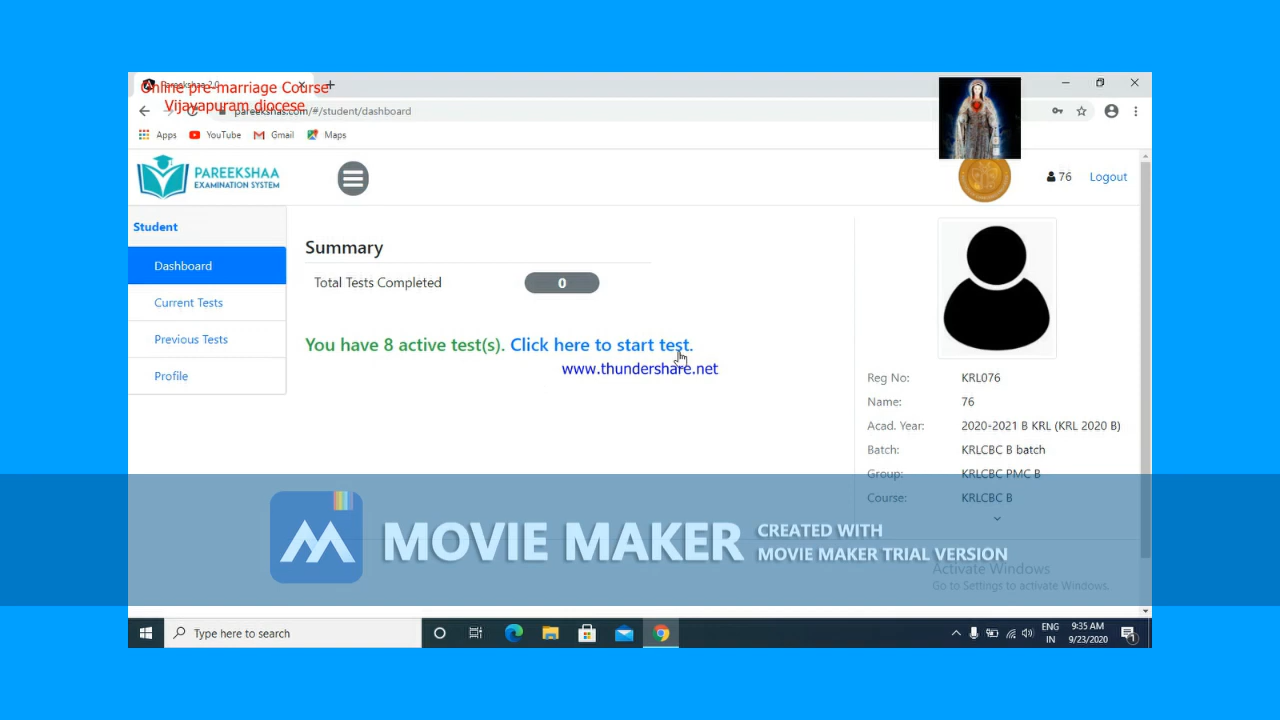 Pareekshaa 2.0
Online pre-marriage Course
Vijayapuram diocese
pareekshas.com/#/student/dashboard
Apps YouTube Gmail Maps
PAREEKSHAA
EXAMINATION SYSTEM
76 Logout
Student
Dashboard
Current Tests
Previous Tests
Profile
Summary
Total Tests Completed 0
You have 8 active test(s). Click here to start test.
www.thundershare.net
Reg No: KRL076
Name: 76
Acad. Year: 2020-2021 B KRL (KRL 2020 B)
Batch: KRLCBC B batch
Group: KRLCBC PMC B
Course: KRLCBC B
MOVIE MAKER
CREATED WITH
MOVIE MAKER TRIAL VERSION
Activate Windows
Go to Settings to activate Windows.
Type here to search
ENG
IN
9:35 AM
9/23/2020
1